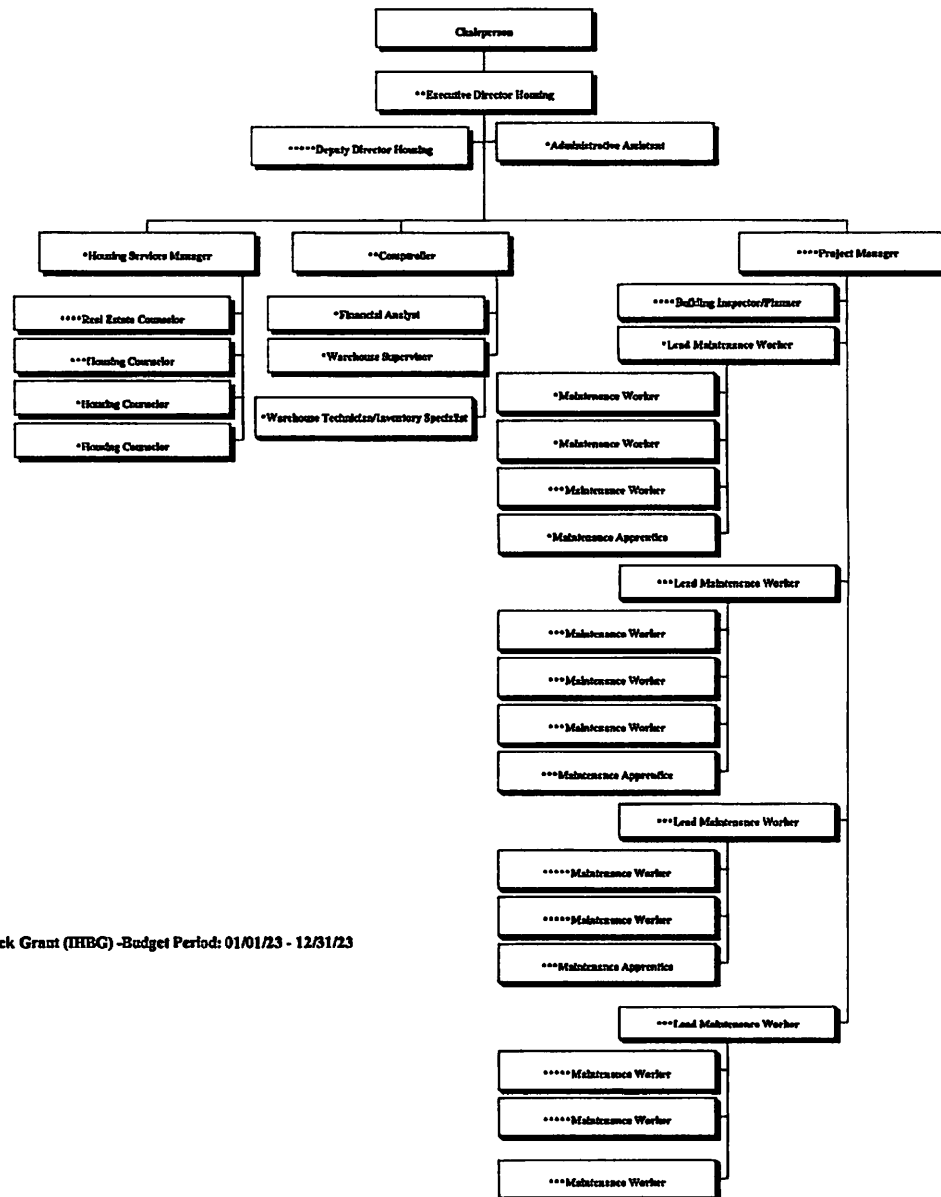 Chairperson
**Executive Director Housing
*****Deputy Director Housing
*Administrative Assistant
*Housing Services Manager
**Comptroller
****Project Manager
****Real Estate Counselor
***Housing Counselor
*Housing Counselor
*Housing Counselor
*Financial Analyst
*Warehouse Supervisor
*Warehouse Technician/Inventory Specialist
****Building Inspector/Planner
*Lead Maintenance Worker
*Maintenance Worker
*Maintenance Worker
***Maintenance Worker
*Maintenance Apprentice
***Lead Maintenance Worker
***Maintenance Worker
***Maintenance Worker
***Maintenance Worker
***Maintenance Apprentice
***Lead Maintenance Worker
*****Maintenance Worker
*****Maintenance Worker
***Maintenance Apprentice
ck Grant (IHBG) -Budget Period: 01/01/23 - 12/31/23
***Lead Maintenance Worker
*****Maintenance Worker
*****Maintenance Worker
***Maintenance Worker